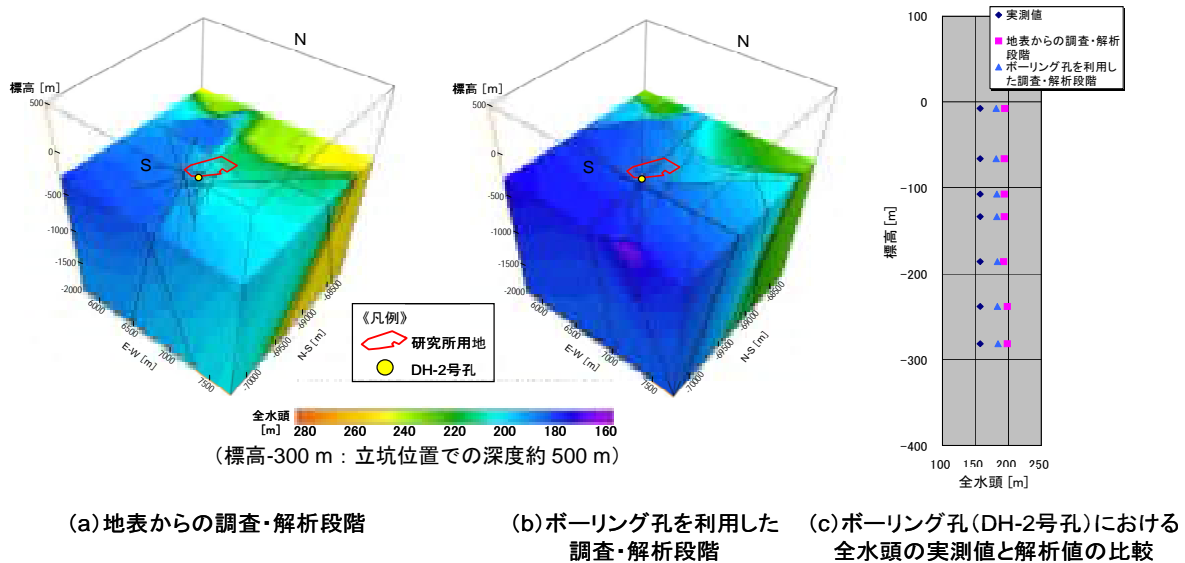 N
標高 [m]
500
0
-500
-1000
-1500
-2000
S
6000
6500
7000
7500
E-W [m]
-70000
-69500
-69000
-68500
N-S [m]
N
標高 [m]
500
0
-500
-1000
-1500
-2000
S
6000
6500
7000
7500
E-W [m]
-70000
-69500
-69000
-68500
N-S [m]
《凡例》
研究所用地
DH-2号孔
全水頭
[m]
280 260 240 220 200 180 160
(標高-300 m : 立坑位置での深度約 500 m)
実測値
地表からの調査・解析
段階
ボーリング孔を利用し
た調査・解析段階
100
0
-100
-200
-300
-400
標高 [m]
100 150 200 250
全水頭 [m]
(a)地表からの調査・解析段階
(b)ボーリング孔を利用した
調査・解析段階
(c)ボーリング孔(DH-2号孔)における
全水頭の実測値と解析値の比較